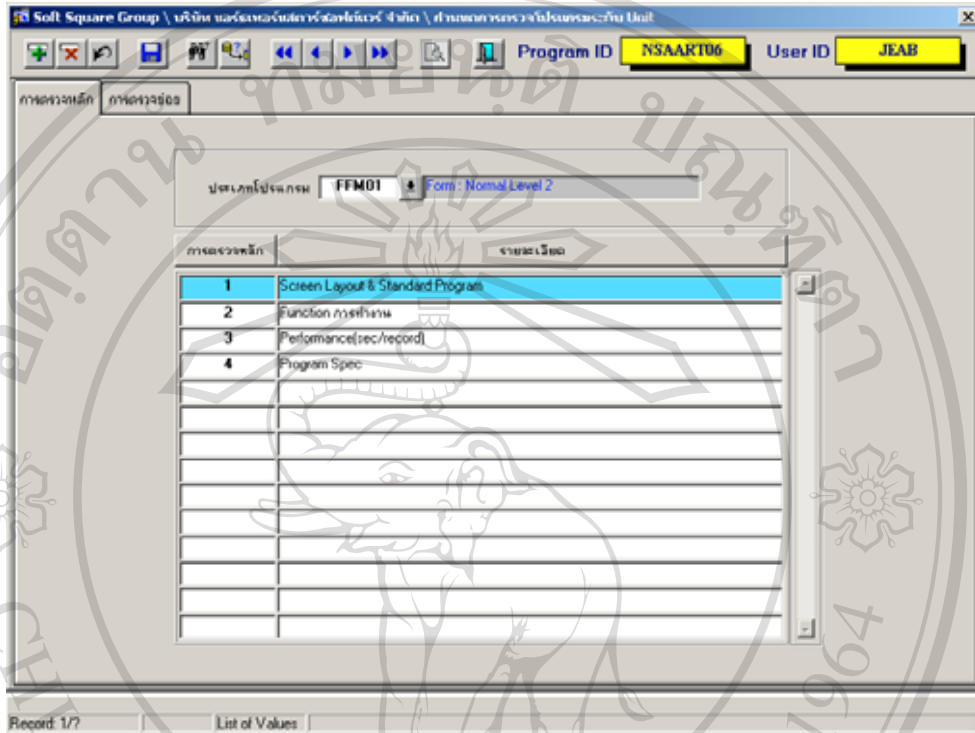 Soft Square Group \ บริษัท นอร์ธเทอร์นสตาร์ซอฟต์แวร์ จำกัด \ กำหนดการตรวจโปรแกรมระดับ Unit
Program ID NSAART06 User ID JEAB
การตรวจหลัก การตรวจย่อย
ประเภทโปรแกรม FFM01 Form : Normal Level 2
การตรวจหลัก รายละเอียด
1 Screen Layout & Standard Program
2 Function การทำงาน
3 Performance(sec/record)
4 Program Spec
Record: 1/? List of Values
1964